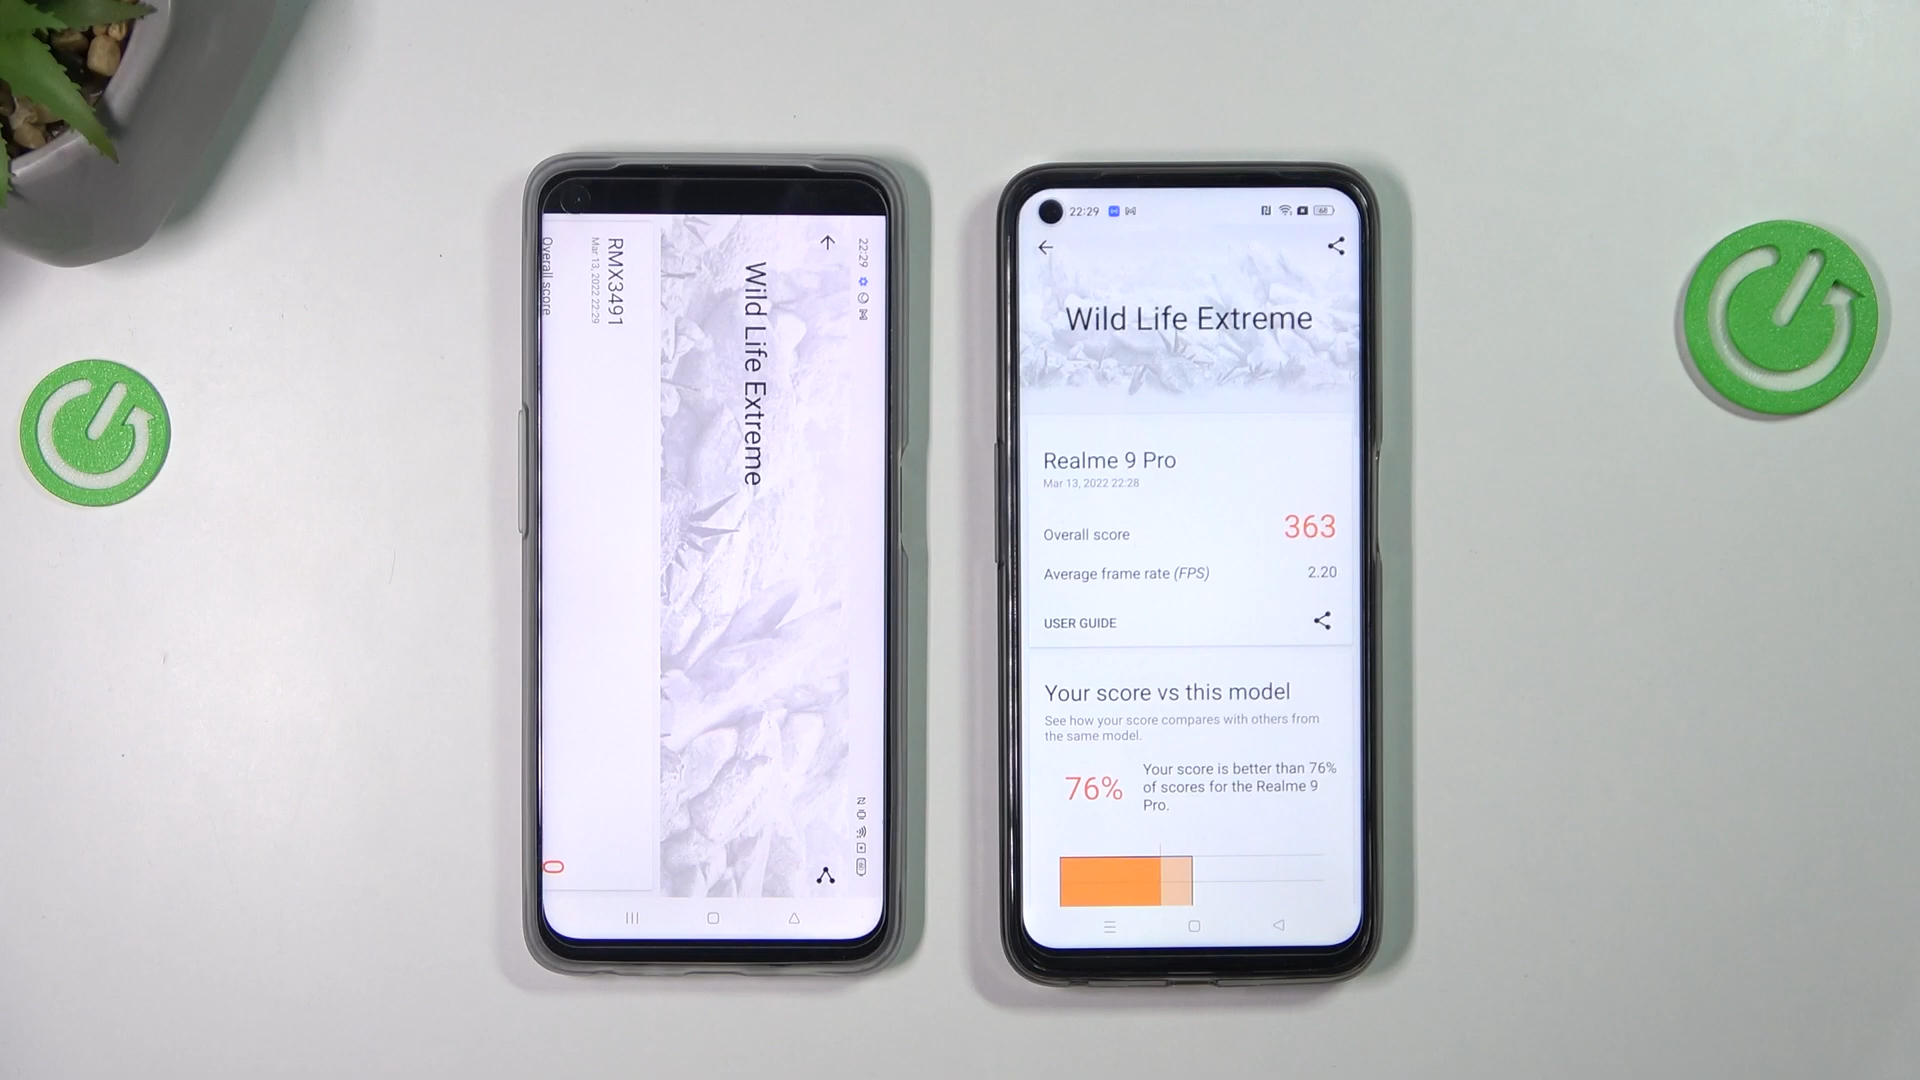 22:29
Wild Life Extreme
RMX3491
Mar 13, 2022 22:29
Overall score
0
22:29
68
Wild Life Extreme
Realme 9 Pro
Mar 13, 2022 22:28
Overall score 363
Average frame rate (FPS) 2.20
USER GUIDE
Your score vs this model
See how your score compares with others from
the same model.
76%
Your score is better than 76%
of scores for the Realme 9
Pro.